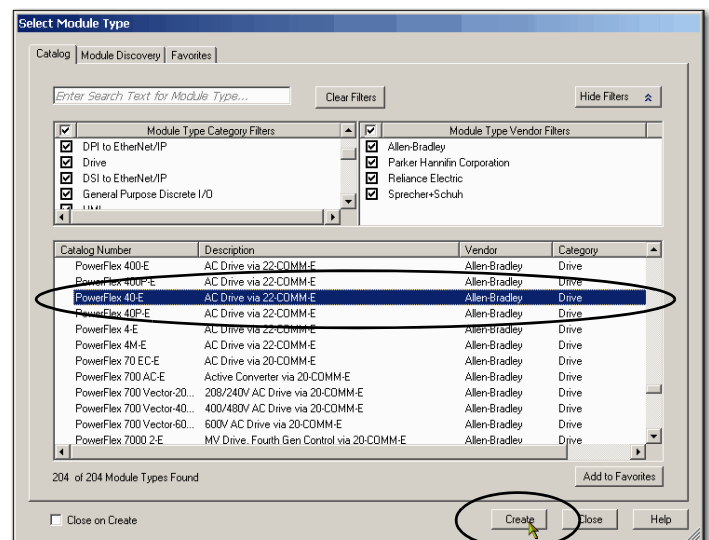 Select Module Type
Catalog Module Discovery Favorites
Enter Search Text for Module Type... Clear Filters Hide Filters
Module Type Category Filters Module Type Vendor Filters
DPI to EtherNet/IP Allen-Bradley
Drive Parker Hannifin Corporation
DSI to EtherNet/IP Reliance Electric
General Purpose Discrete I/O Sprecher+Schuh
HMI
Catalog Number Description Vendor Category
PowerFlex 400-E AC Drive via 22-COMM-E Allen-Bradley Drive
PowerFlex 400P-E AC Drive via 22-COMM-E Allen-Bradley Drive
PowerFlex 40-E AC Drive via 22-COMM-E Allen-Bradley Drive
PowerFlex 40P-E AC Drive via 22-COMM-E Allen-Bradley Drive
PowerFlex 4-E AC Drive via 22-COMM-E Allen-Bradley Drive
PowerFlex 4M-E AC Drive via 22-COMM-E Allen-Bradley Drive
PowerFlex 70 EC-E AC Drive via 20-COMM-E Allen-Bradley Drive
PowerFlex 700 AC-E Active Converter via 20-COMM-E Allen-Bradley Drive
PowerFlex 700 Vector-20... 208/240V AC Drive via 20-COMM-E Allen-Bradley Drive
PowerFlex 700 Vector-40... 400/480V AC Drive via 20-COMM-E Allen-Bradley Drive
PowerFlex 700 Vector-60... 600V AC Drive via 20-COMM-E Allen-Bradley Drive
PowerFlex 7000 2-E MV Drive, Fourth Gen Control via 20-COMM-E Allen-Bradley Drive
204 of 204 Module Types Found Add to Favorites
Close on Create Create Close Help